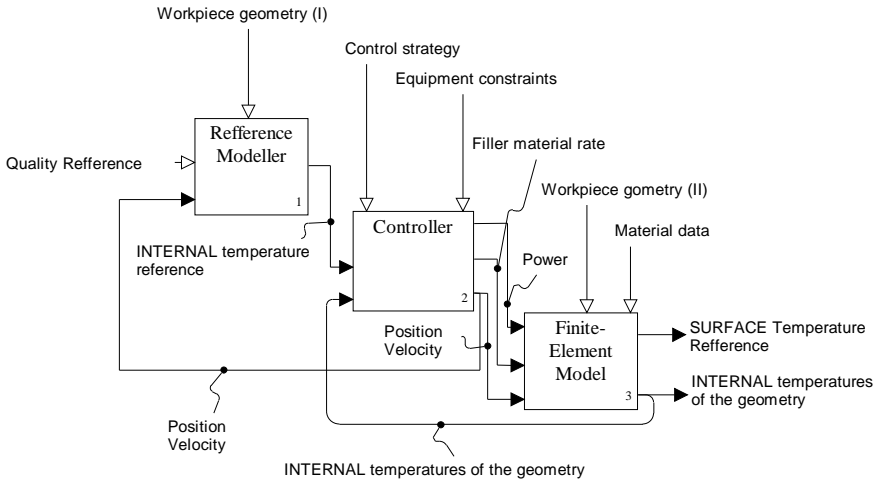 Workpiece geometry (I)
Control strategy
Equipment constraints
Refference
Modeller
Filler material rate
Quality Refference
1
Workpiece gometry (II)
Controller
Material data
INTERNAL temperature
reference
Power
2
Finite-
Element
Model
SURFACE Temperature
Refference
Position
Velocity
INTERNAL temperatures
of the geometry
3
Position
Velocity
INTERNAL temperatures of the geometry